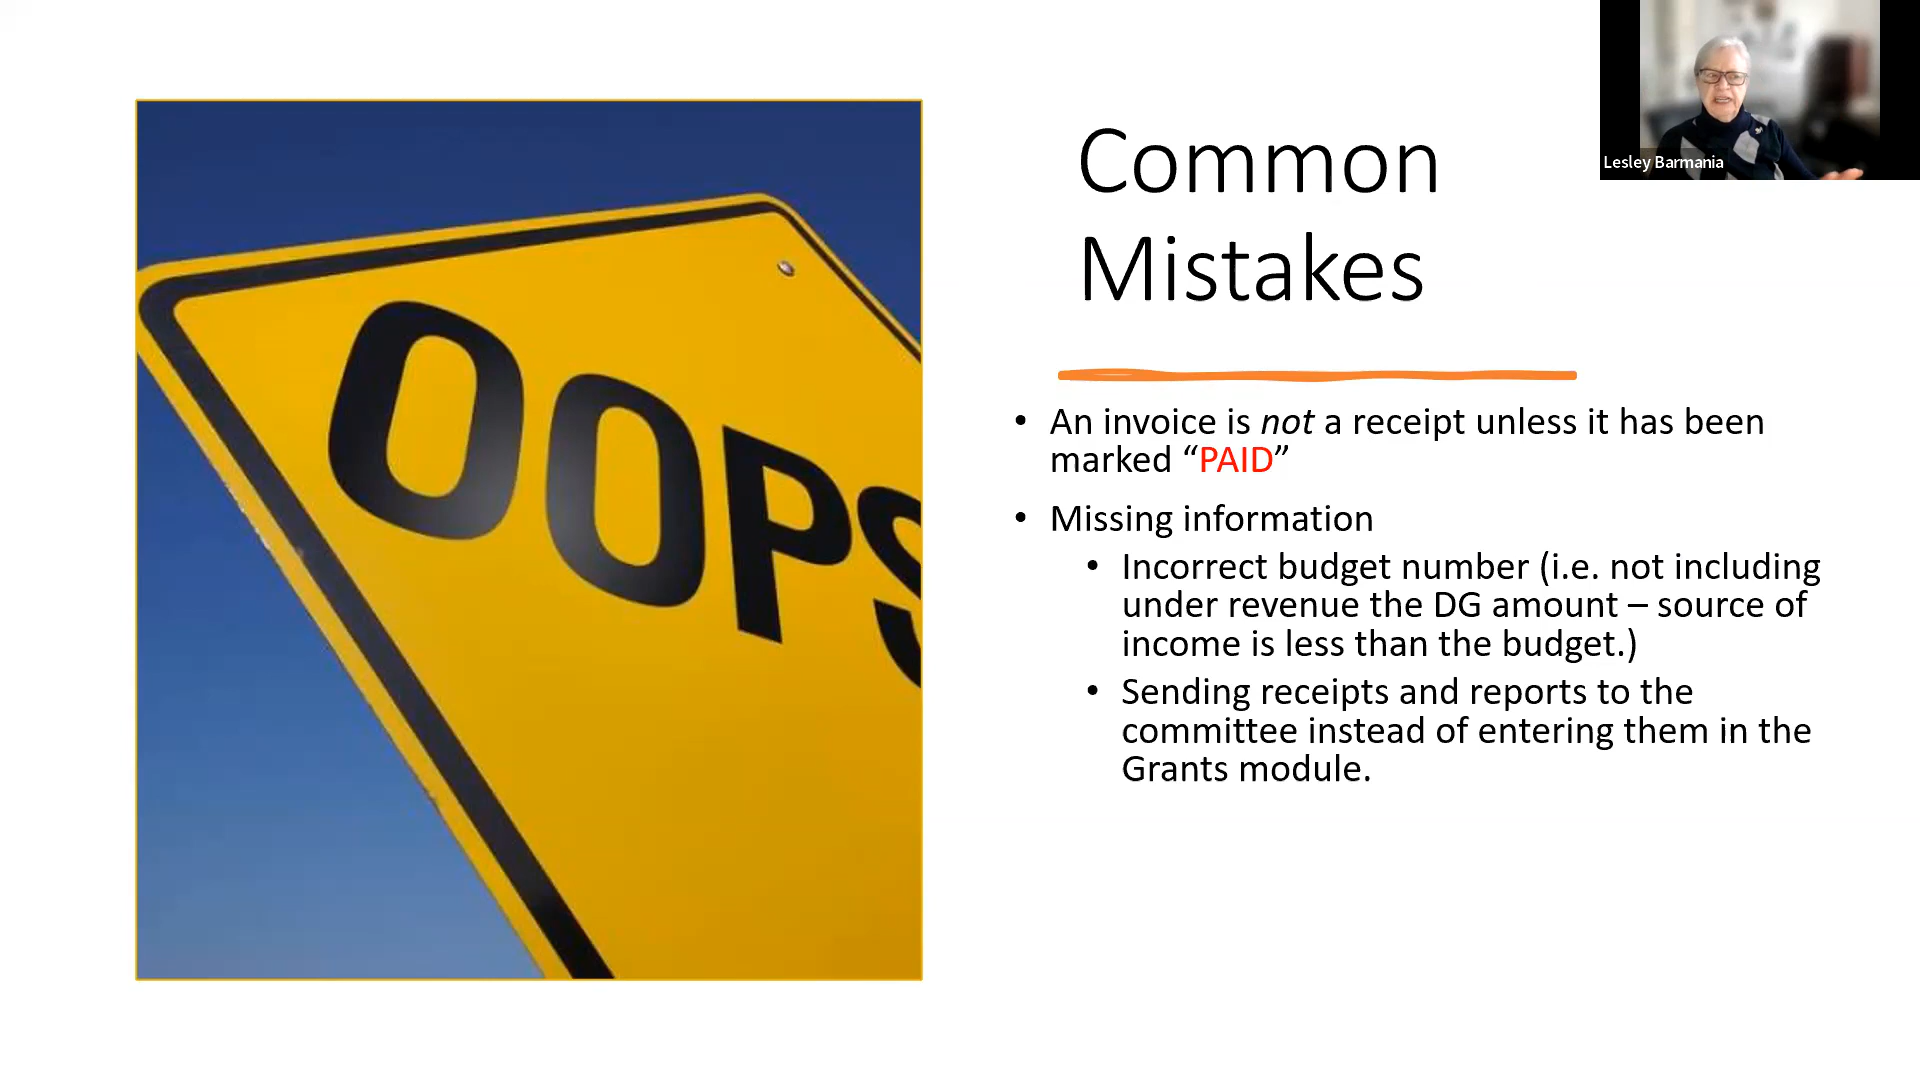 OOPS
Common
Mistakes
Lesley Barmania
• An invoice is not a receipt unless it has been
marked “PAID”
• Missing information
• Incorrect budget number (i.e. not including
under revenue the DG amount – source of
income is less than the budget.)
• Sending receipts and reports to the
committee instead of entering them in the
Grants module.